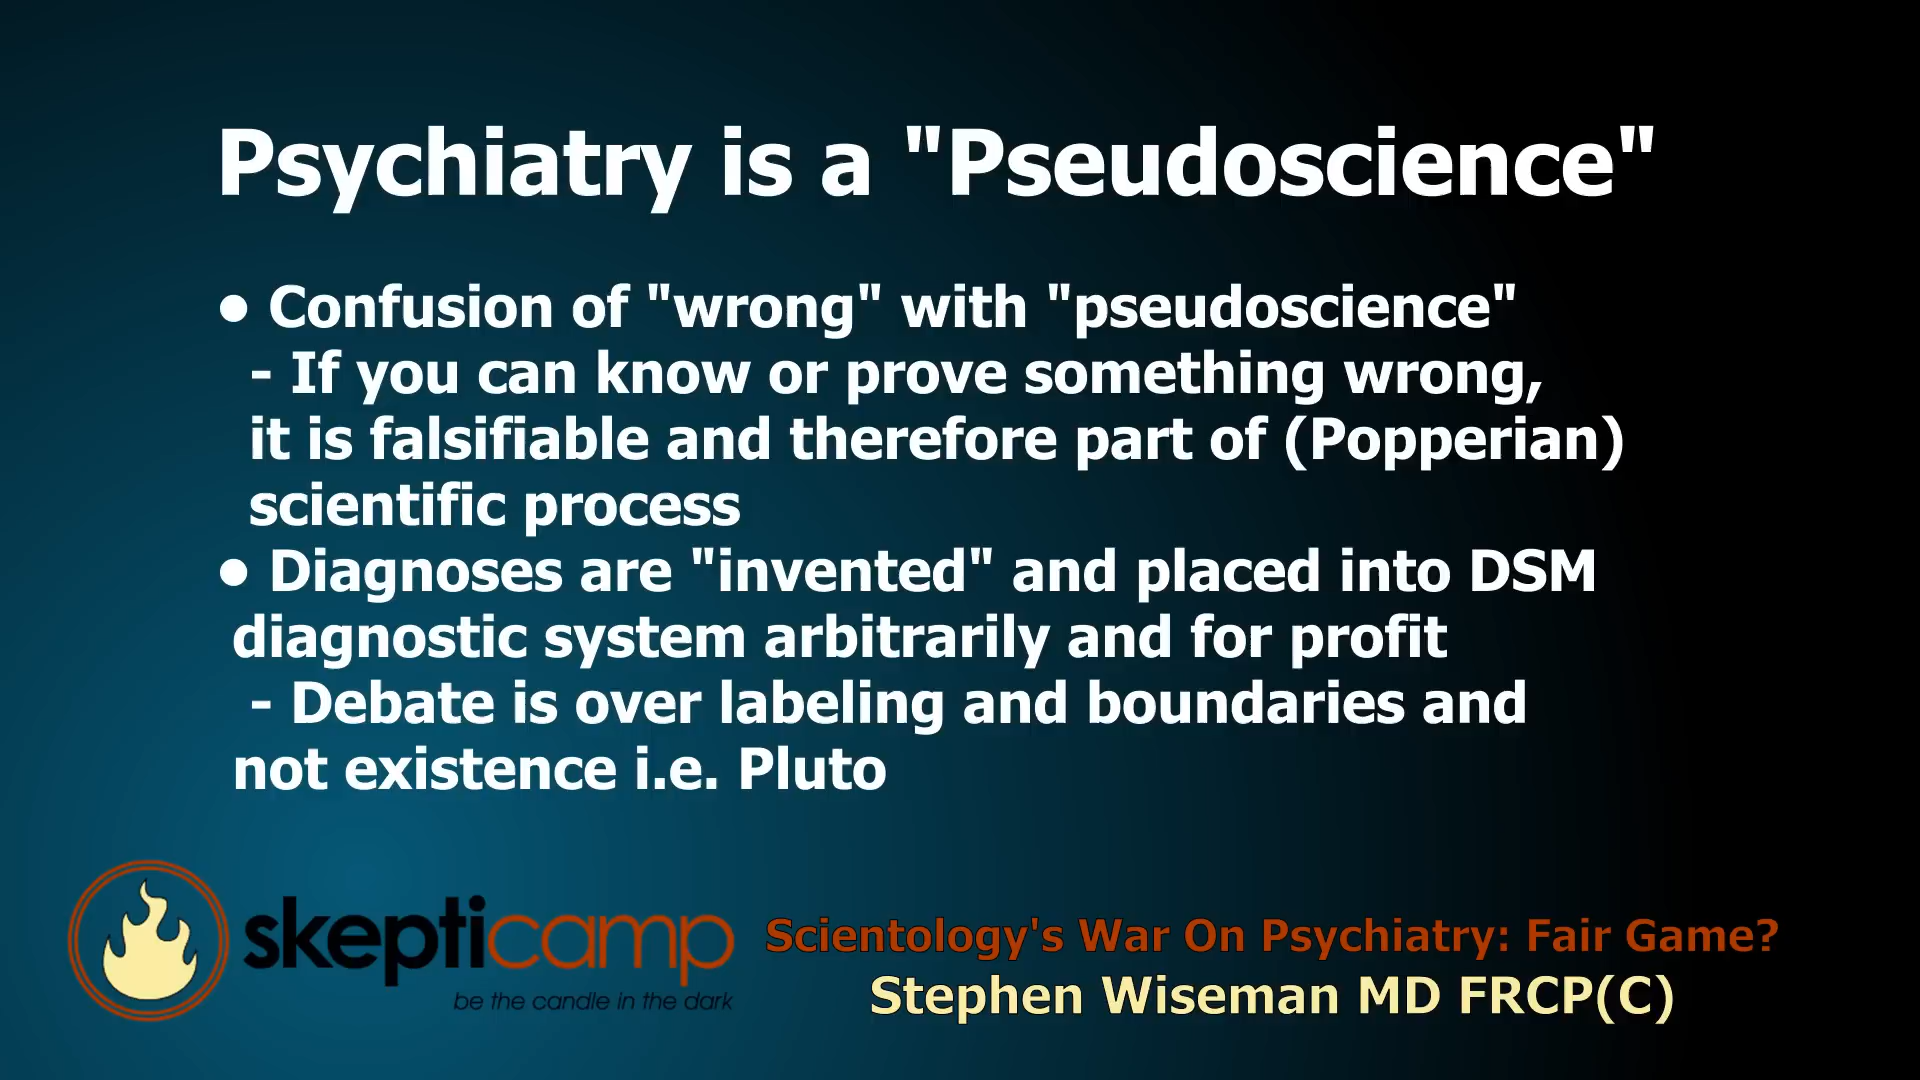 Psychiatry is a "Pseudoscience"
● Confusion of "wrong" with "pseudoscience"
- If you can know or prove something wrong,
it is falsifiable and therefore part of (Popperian)
scientific process
● Diagnoses are "invented" and placed into DSM
diagnostic system arbitrarily and for profit
- Debate is over labeling and boundaries and
not existence i.e. Pluto
skepticamp
be the candle in the dark
Scientology's War On Psychiatry: Fair Game?
Stephen Wiseman MD FRCP(C)